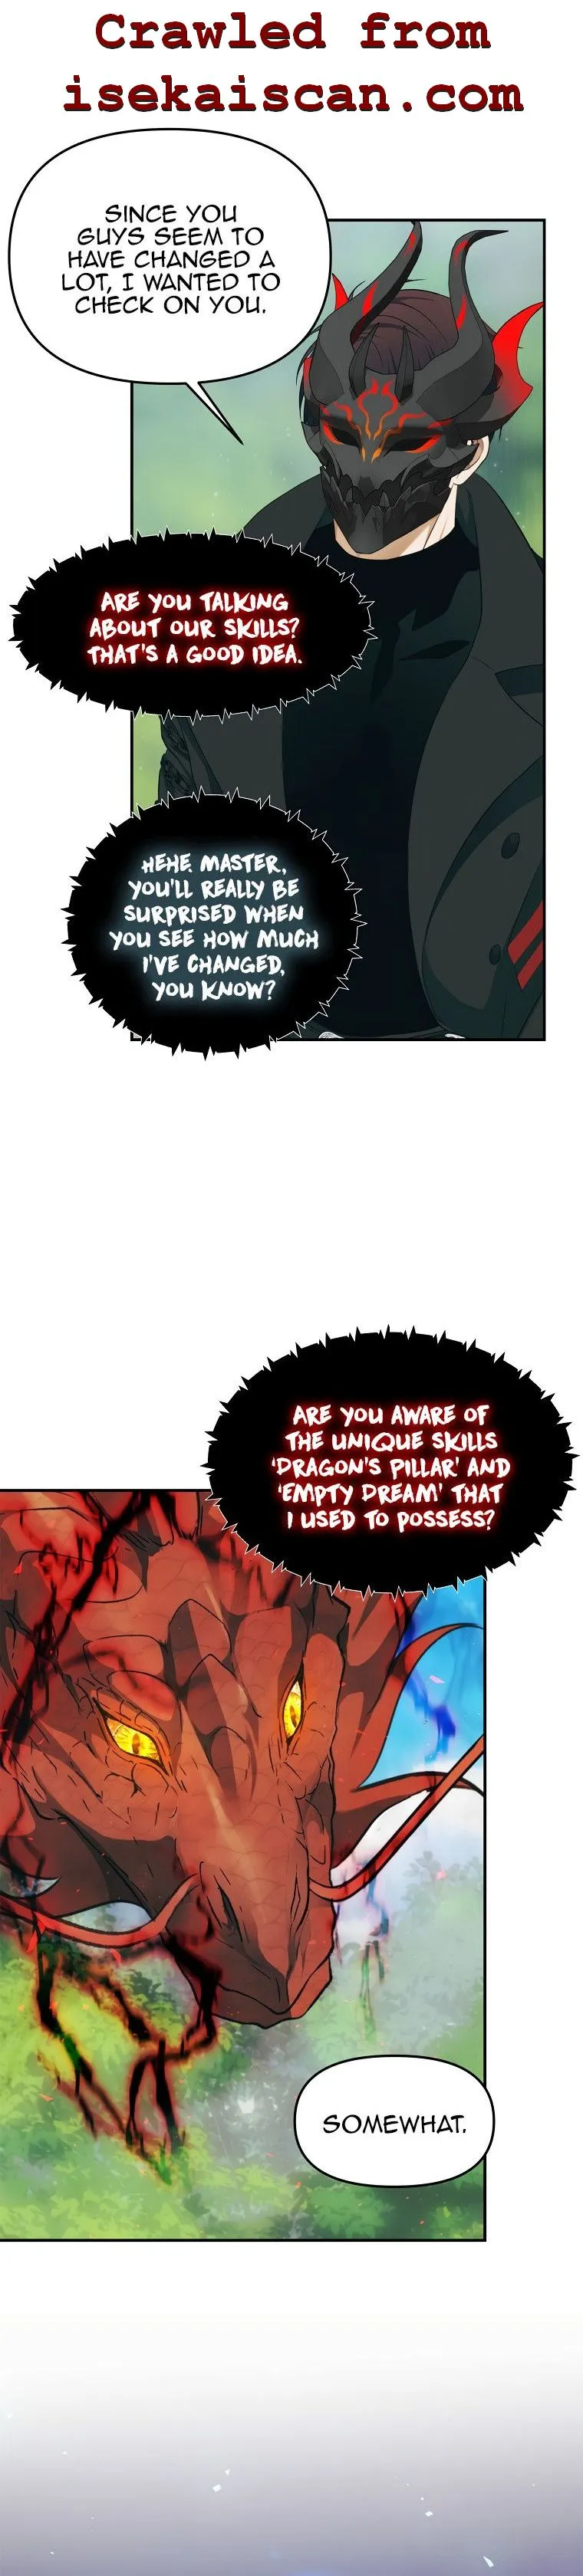 Crawled from
isekaiscan.com
SINCE YOU
GUYS SEEM TO
HAVE CHANGED A
LOT, I WANTED TO
CHECK ON YOU.
ARE YOU TALKING
ABOUT OUR SKILLS?
THAT'S A GOOD IDEA.
HEHE. MASTER,
YOU'LL REALLY BE
SURPRISED WHEN
YOU SEE HOW MUCH
I'VE CHANGED,
YOU KNOW?
ARE YOU AWARE OF
THE UNIQUE SKILLS
'DRAGON'S PILLAR' AND
'EMPTY DREAM' THAT
I USED TO POSSESS?
SOMEWHAT.